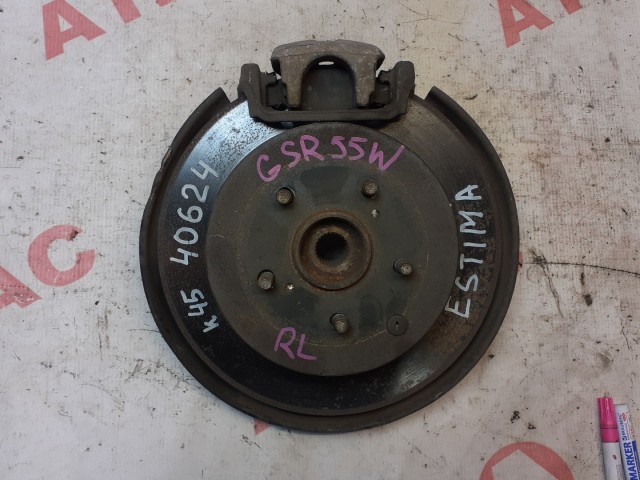 GSR55W
K45 40624
ESTIMA
RL
MARKER